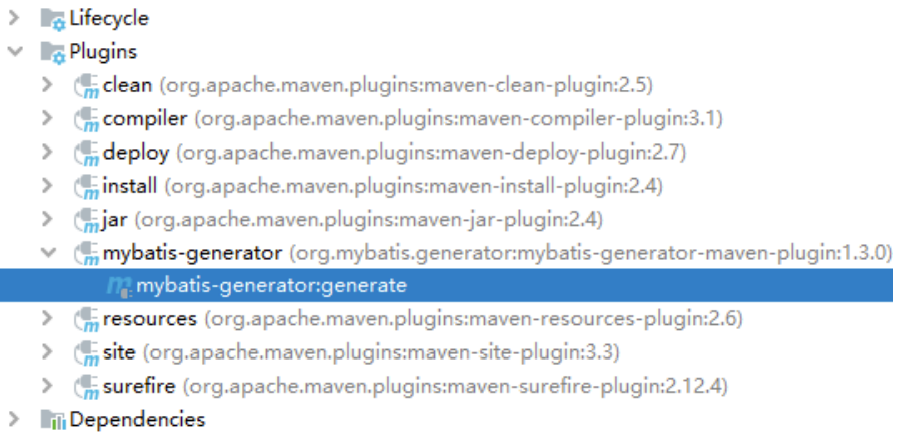 Lifecycle
Plugins
clean (org.apache.maven.plugins:maven-clean-plugin:2.5)
compiler (org.apache.maven.plugins:maven-compiler-plugin:3.1)
deploy (org.apache.maven.plugins:maven-deploy-plugin:2.7)
install (org.apache.maven.plugins:maven-install-plugin:2.4)
jar (org.apache.maven.plugins:maven-jar-plugin:2.4)
mybatis-generator (org.mybatis.generator:mybatis-generator-maven-plugin:1.3.0)
mybatis-generator:generate
resources (org.apache.maven.plugins:maven-resources-plugin:2.6)
site (org.apache.maven.plugins:maven-site-plugin:3.3)
surefire (org.apache.maven.plugins:maven-surefire-plugin:2.12.4)
Dependencies